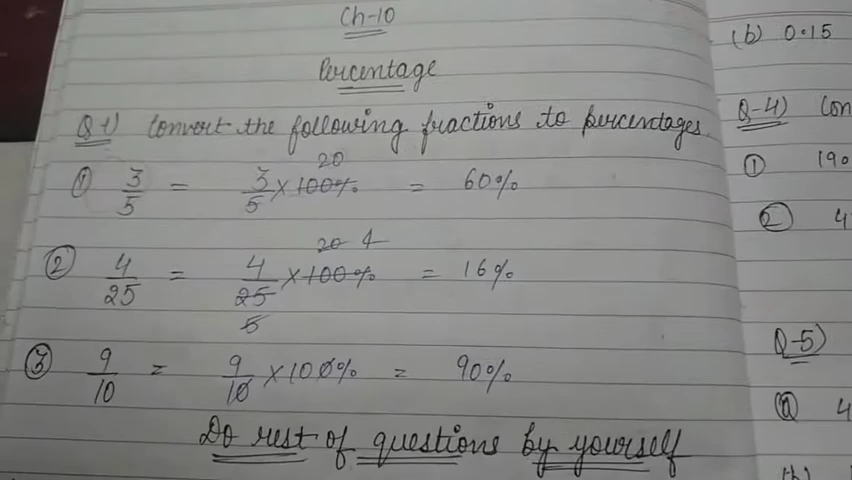 Ch-10
Percentage
Q 1) Convert the following fractions to percentages.
① 3/5 = 3/5 × 100% 20 = 60%
② 4/25 = 4/25 5 × 100% 20 4 = 16%
③ 9/10 = 9/10 × 100% = 90%
Do rest of questions by yourself
(b) 0.15
Q-4) Con
① 190
② 4
Q-5)
ⓐ 4
(b)